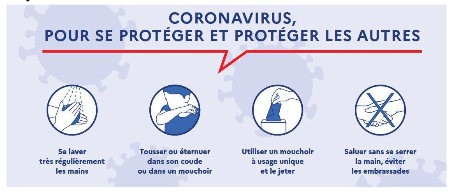 CORONAVIRUS,
POUR SE PROTÉGER ET PROTÉGER LES AUTRES
Se laver
très régulièrement
les mains
Tousser ou éternuer
dans son coude
ou dans un mouchoir
Utiliser un mouchoir
à usage unique
et le jeter
Saluer sans se serrer
la main, éviter
les embrassades